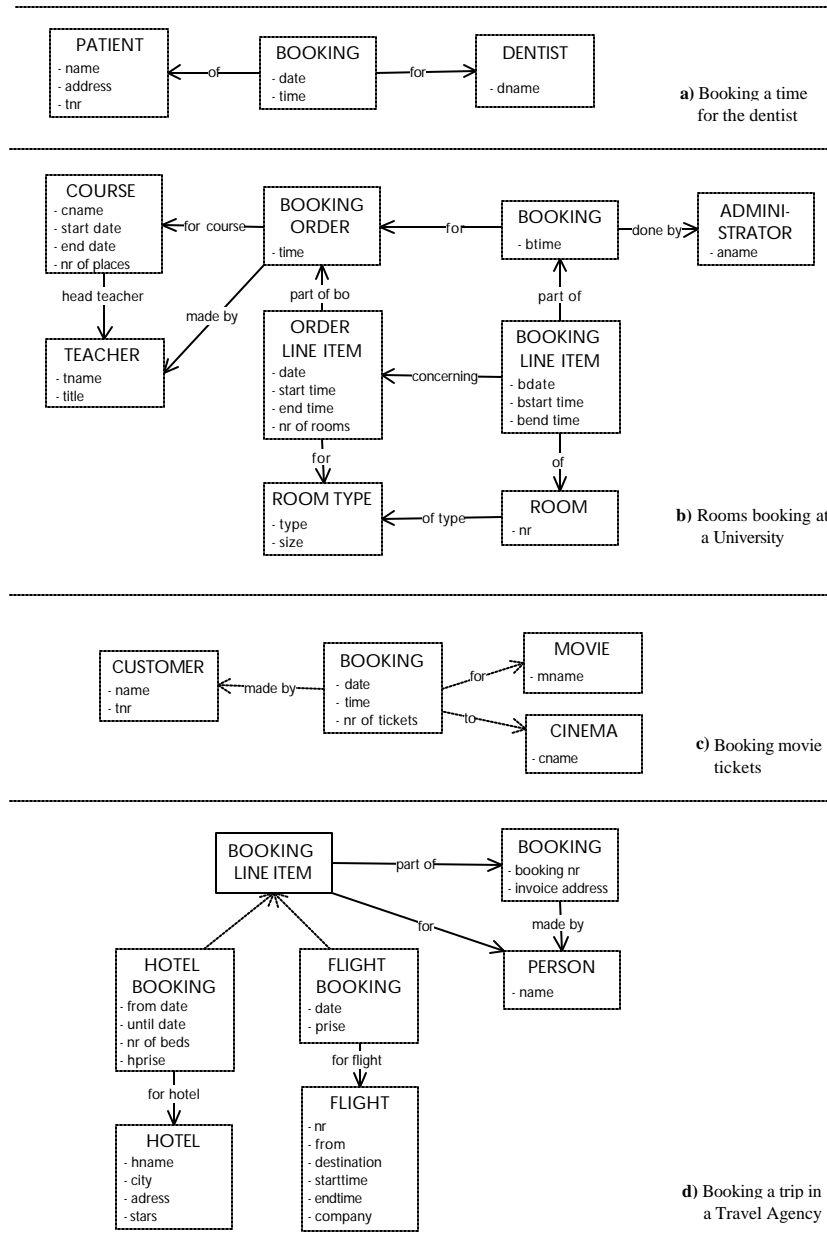 PATIENT
- name
- address
- tnr
of
BOOKING
- date
- time
for
DENTIST
- dname
a) Booking a time
for the dentist
COURSE
- cname
- start date
- end date
- nr of places
for course
BOOKING
ORDER
- time
for
BOOKING
- btime
done by
ADMINI-
STRATOR
- aname
head teacher
made by
part of bo
part of
TEACHER
- tname
- title
ORDER
LINE ITEM
- date
- start time
- end time
- nr of rooms
concerning
BOOKING
LINE ITEM
- bdate
- bstart time
- bend time
for
of
ROOM TYPE
- type
- size
of type
ROOM
- nr
b) Rooms booking at
a University
CUSTOMER
- name
- tnr
made by
BOOKING
- date
- time
- nr of tickets
for
MOVIE
- mname
to
CINEMA
- cname
c) Booking movie
tickets
BOOKING
LINE ITEM
part of
BOOKING
- booking nr
- invoice address
for
made by
PERSON
- name
HOTEL
BOOKING
- from date
- until date
- nr of beds
- hprise
FLIGHT
BOOKING
- date
- prise
for hotel
for flight
HOTEL
- hname
- city
- adress
- stars
FLIGHT
- nr
- from
- destination
- starttime
- endtime
- company
d) Booking a trip in
a Travel Agency